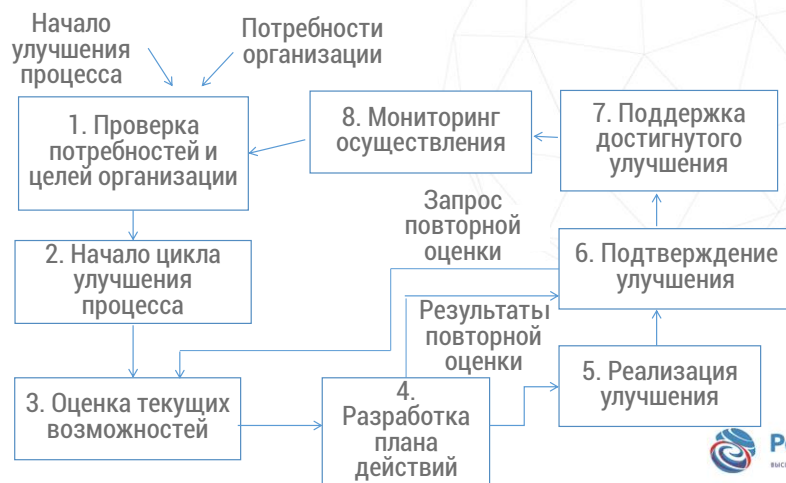 Начало
улучшения
процесса
Потребности
организации
1. Проверка
потребностей и
целей организации
8. Мониторинг
осуществления
7. Поддержка
достигнутого
улучшения
Запрос
повторной
оценки
2. Начало цикла
улучшения
процесса
6. Подтверждение
улучшения
Результаты
повторной
оценки
3. Оценка текущих
возможностей
4.
Разработка
плана
действий
5. Реализация
улучшения